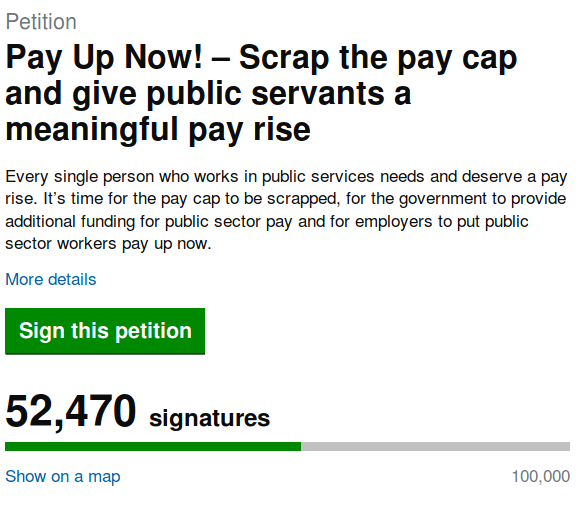 Petition
Pay Up Now! – Scrap the pay cap
and give public servants a
meaningful pay rise
Every single person who works in public services needs and deserve a pay
rise. It’s time for the pay cap to be scrapped, for the government to provide
additional funding for public sector pay and for employers to put public
sector workers pay up now.
More details
Sign this petition
52,470 signatures
Show on a map 100,000